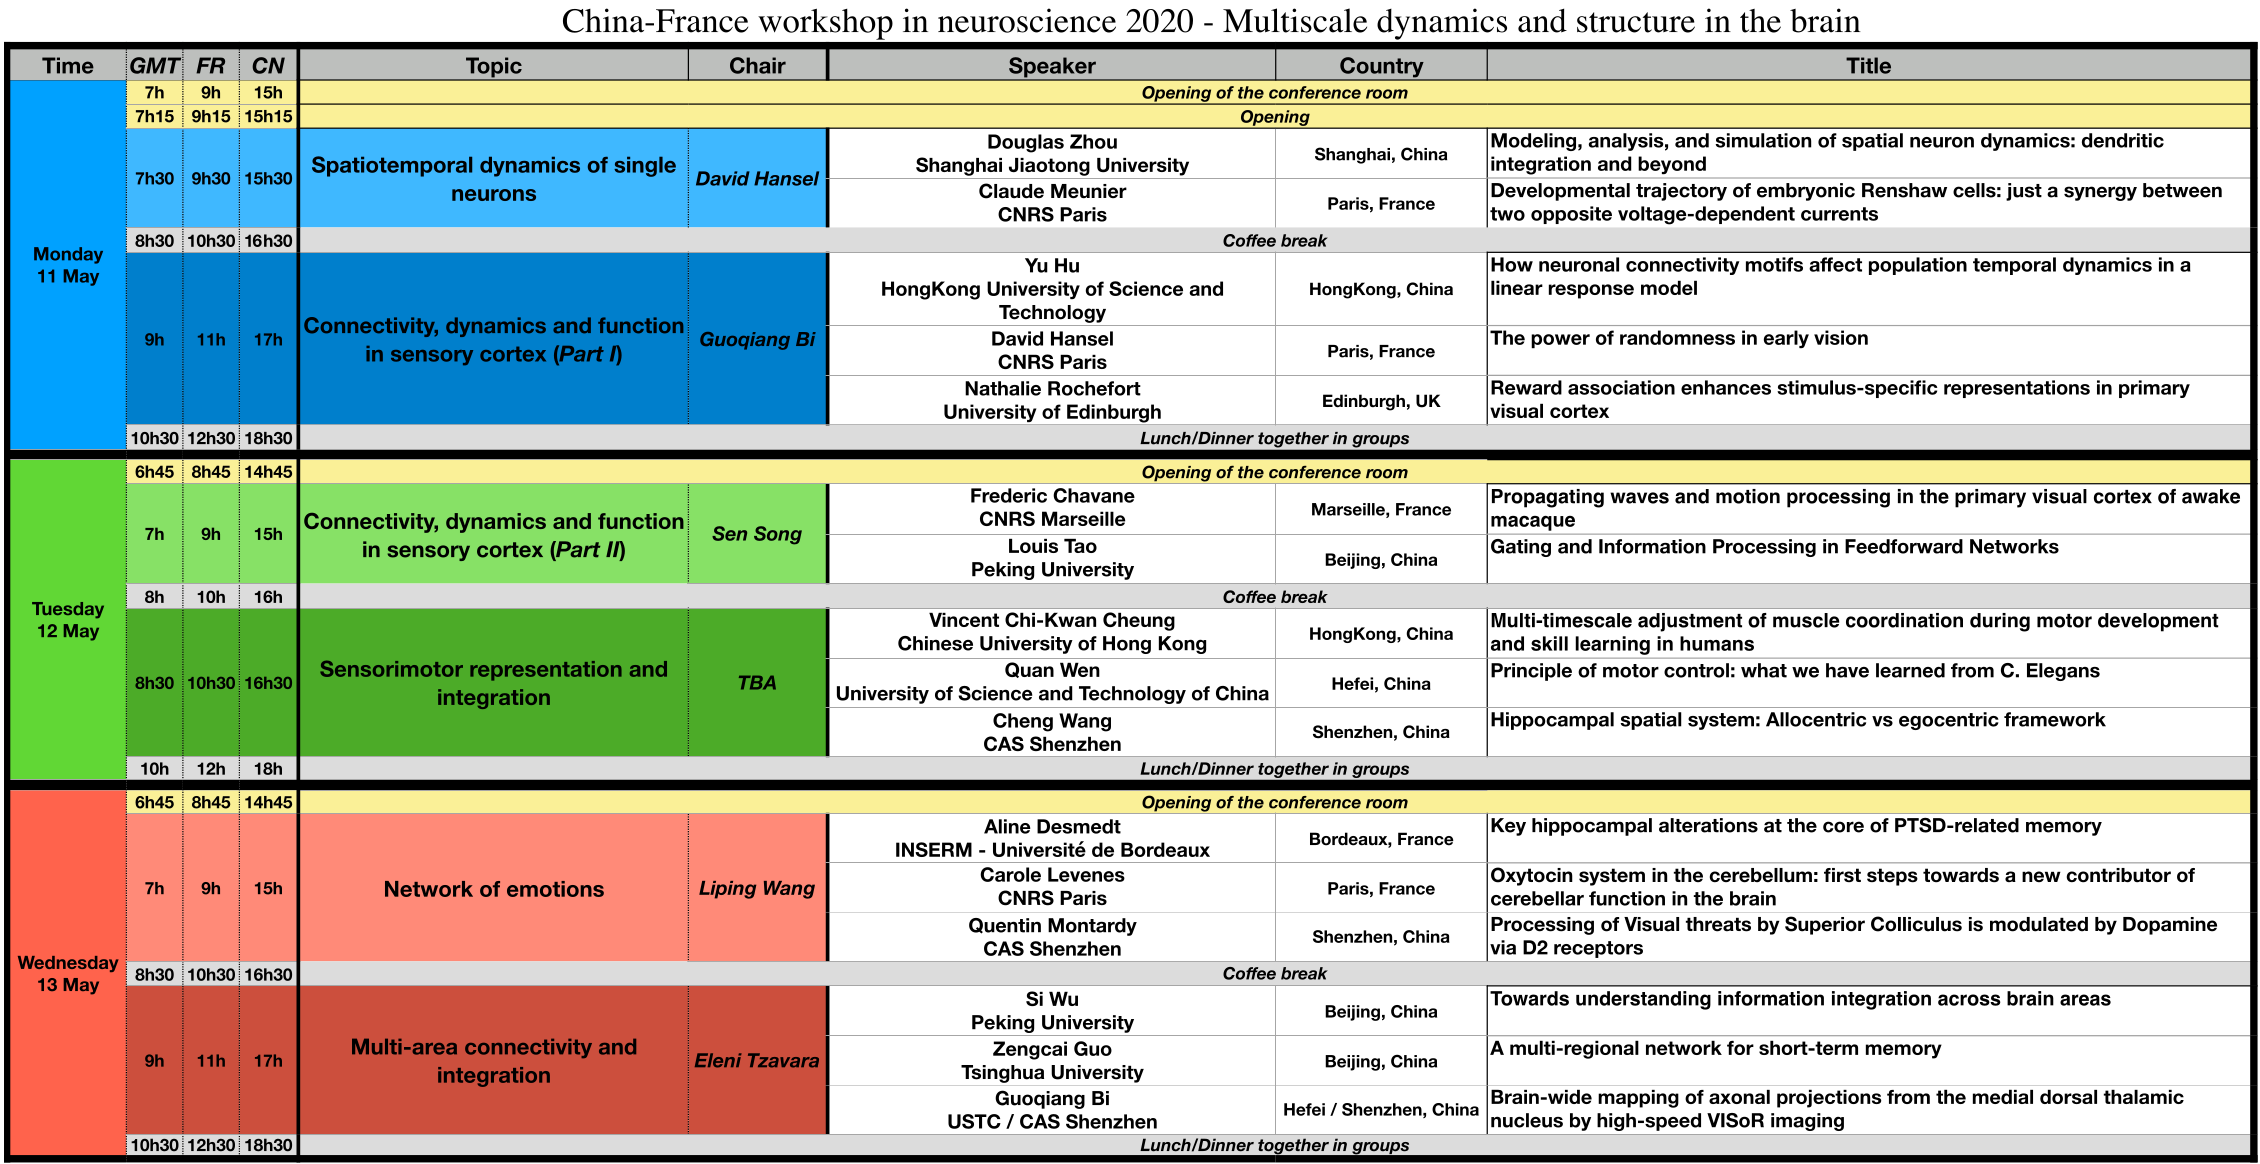 China-France workshop in neuroscience 2020 - Multiscale dynamics and structure in the brain
Time GMT FR CN Topic Chair Speaker Country Title
Monday
11 May
7h 9h 15h Opening of the conference room
7h15 9h15 15h15 Opening
7h30 9h30 15h30
Spatiotemporal dynamics of single
neurons
David Hansel
Douglas Zhou
Shanghai Jiaotong University
Shanghai, China
Modeling, analysis, and simulation of spatial neuron dynamics: dendritic
integration and beyond
Claude Meunier
CNRS Paris
Paris, France
Developmental trajectory of embryonic Renshaw cells: just a synergy between
two opposite voltage-dependent currents
8h30 10h30 16h30 Coffee break
9h 11h 17h
Connectivity, dynamics and function
in sensory cortex (Part I)
Guoqiang Bi
Yu Hu
HongKong University of Science and
Technology
HongKong, China
How neuronal connectivity motifs affect population temporal dynamics in a
linear response model
David Hansel
CNRS Paris
Paris, France
The power of randomness in early vision
Nathalie Rochefort
University of Edinburgh
Edinburgh, UK
Reward association enhances stimulus-specific representations in primary
visual cortex
10h30 12h30 18h30 Lunch/Dinner together in groups
Tuesday
12 May
6h45 8h45 14h45 Opening of the conference room
7h 9h 15h
Connectivity, dynamics and function
in sensory cortex (Part II)
Sen Song
Frederic Chavane
CNRS Marseille
Marseille, France
Propagating waves and motion processing in the primary visual cortex of awake
macaque
Louis Tao
Peking University
Beijing, China
Gating and Information Processing in Feedforward Networks
8h 10h 16h Coffee break
8h30 10h30 16h30
Sensorimotor representation and
integration
TBA
Vincent Chi-Kwan Cheung
Chinese University of Hong Kong
HongKong, China
Multi-timescale adjustment of muscle coordination during motor development
and skill learning in humans
Quan Wen
University of Science and Technology of China
Hefei, China
Principle of motor control: what we have learned from C. Elegans
Cheng Wang
CAS Shenzhen
Shenzhen, China
Hippocampal spatial system: Allocentric vs egocentric framework
10h 12h 18h Lunch/Dinner together in groups
Wednesday
13 May
6h45 8h45 14h45 Opening of the conference room
7h 9h 15h
Network of emotions
Liping Wang
Aline Desmedt
INSERM - Université de Bordeaux
Bordeaux, France
Key hippocampal alterations at the core of PTSD-related memory
Carole Levenes
CNRS Paris
Paris, France
Oxytocin system in the cerebellum: first steps towards a new contributor of
cerebellar function in the brain
Quentin Montardy
CAS Shenzhen
Shenzhen, China
Processing of Visual threats by Superior Colliculus is modulated by Dopamine
via D2 receptors
8h30 10h30 16h30 Coffee break
9h 11h 17h
Multi-area connectivity and
integration
Eleni Tzavara
Si Wu
Peking University
Beijing, China
Towards understanding information integration across brain areas
Zengcai Guo
Tsinghua University
Beijing, China
A multi-regional network for short-term memory
Guoqiang Bi
USTC / CAS Shenzhen
Hefei / Shenzhen, China
Brain-wide mapping of axonal projections from the medial dorsal thalamic
nucleus by high-speed VISoR imaging
10h30 12h30 18h30 Lunch/Dinner together in groups